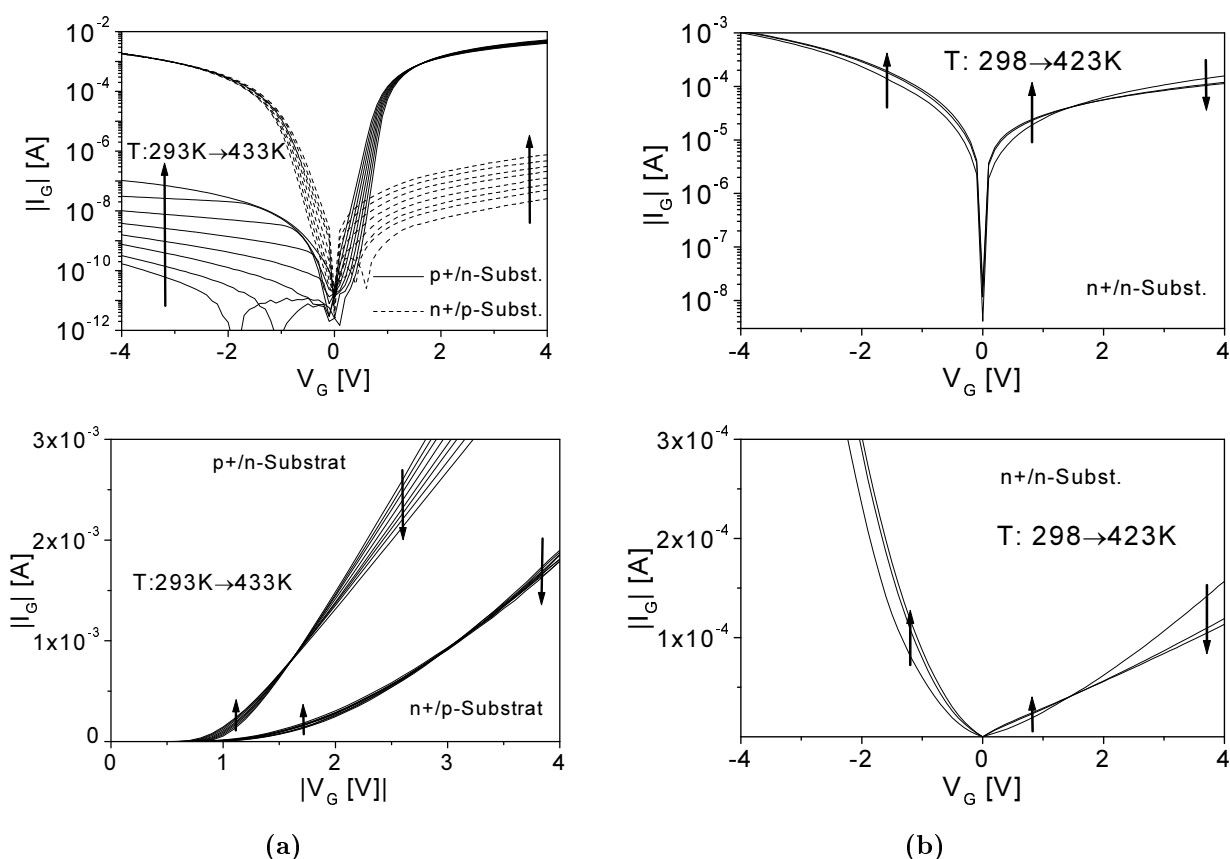 10⁻²
10⁻⁴
10⁻⁶
10⁻⁸
10⁻¹⁰
10⁻¹²
|I_G| [A]
T:293K→433K
p+/n-Subst.
n+/p-Subst.
-4 -2 0 2 4
V_G [V]
10⁻³
10⁻⁴
10⁻⁵
10⁻⁶
10⁻⁷
10⁻⁸
|I_G| [A]
T: 298→423K
n+/n-Subst.
-4 -2 0 2 4
V_G [V]
3x10⁻³
2x10⁻³
1x10⁻³
0
|I_G| [A]
p+/n-Substrat
T:293K→433K
n+/p-Substrat
0 1 2 3 4
|V_G [V]|
3x10⁻⁴
2x10⁻⁴
1x10⁻⁴
|I_G| [A]
n+/n-Subst.
T: 298→423K
-4 -2 0 2 4
V_G [V]
(a)
(b)